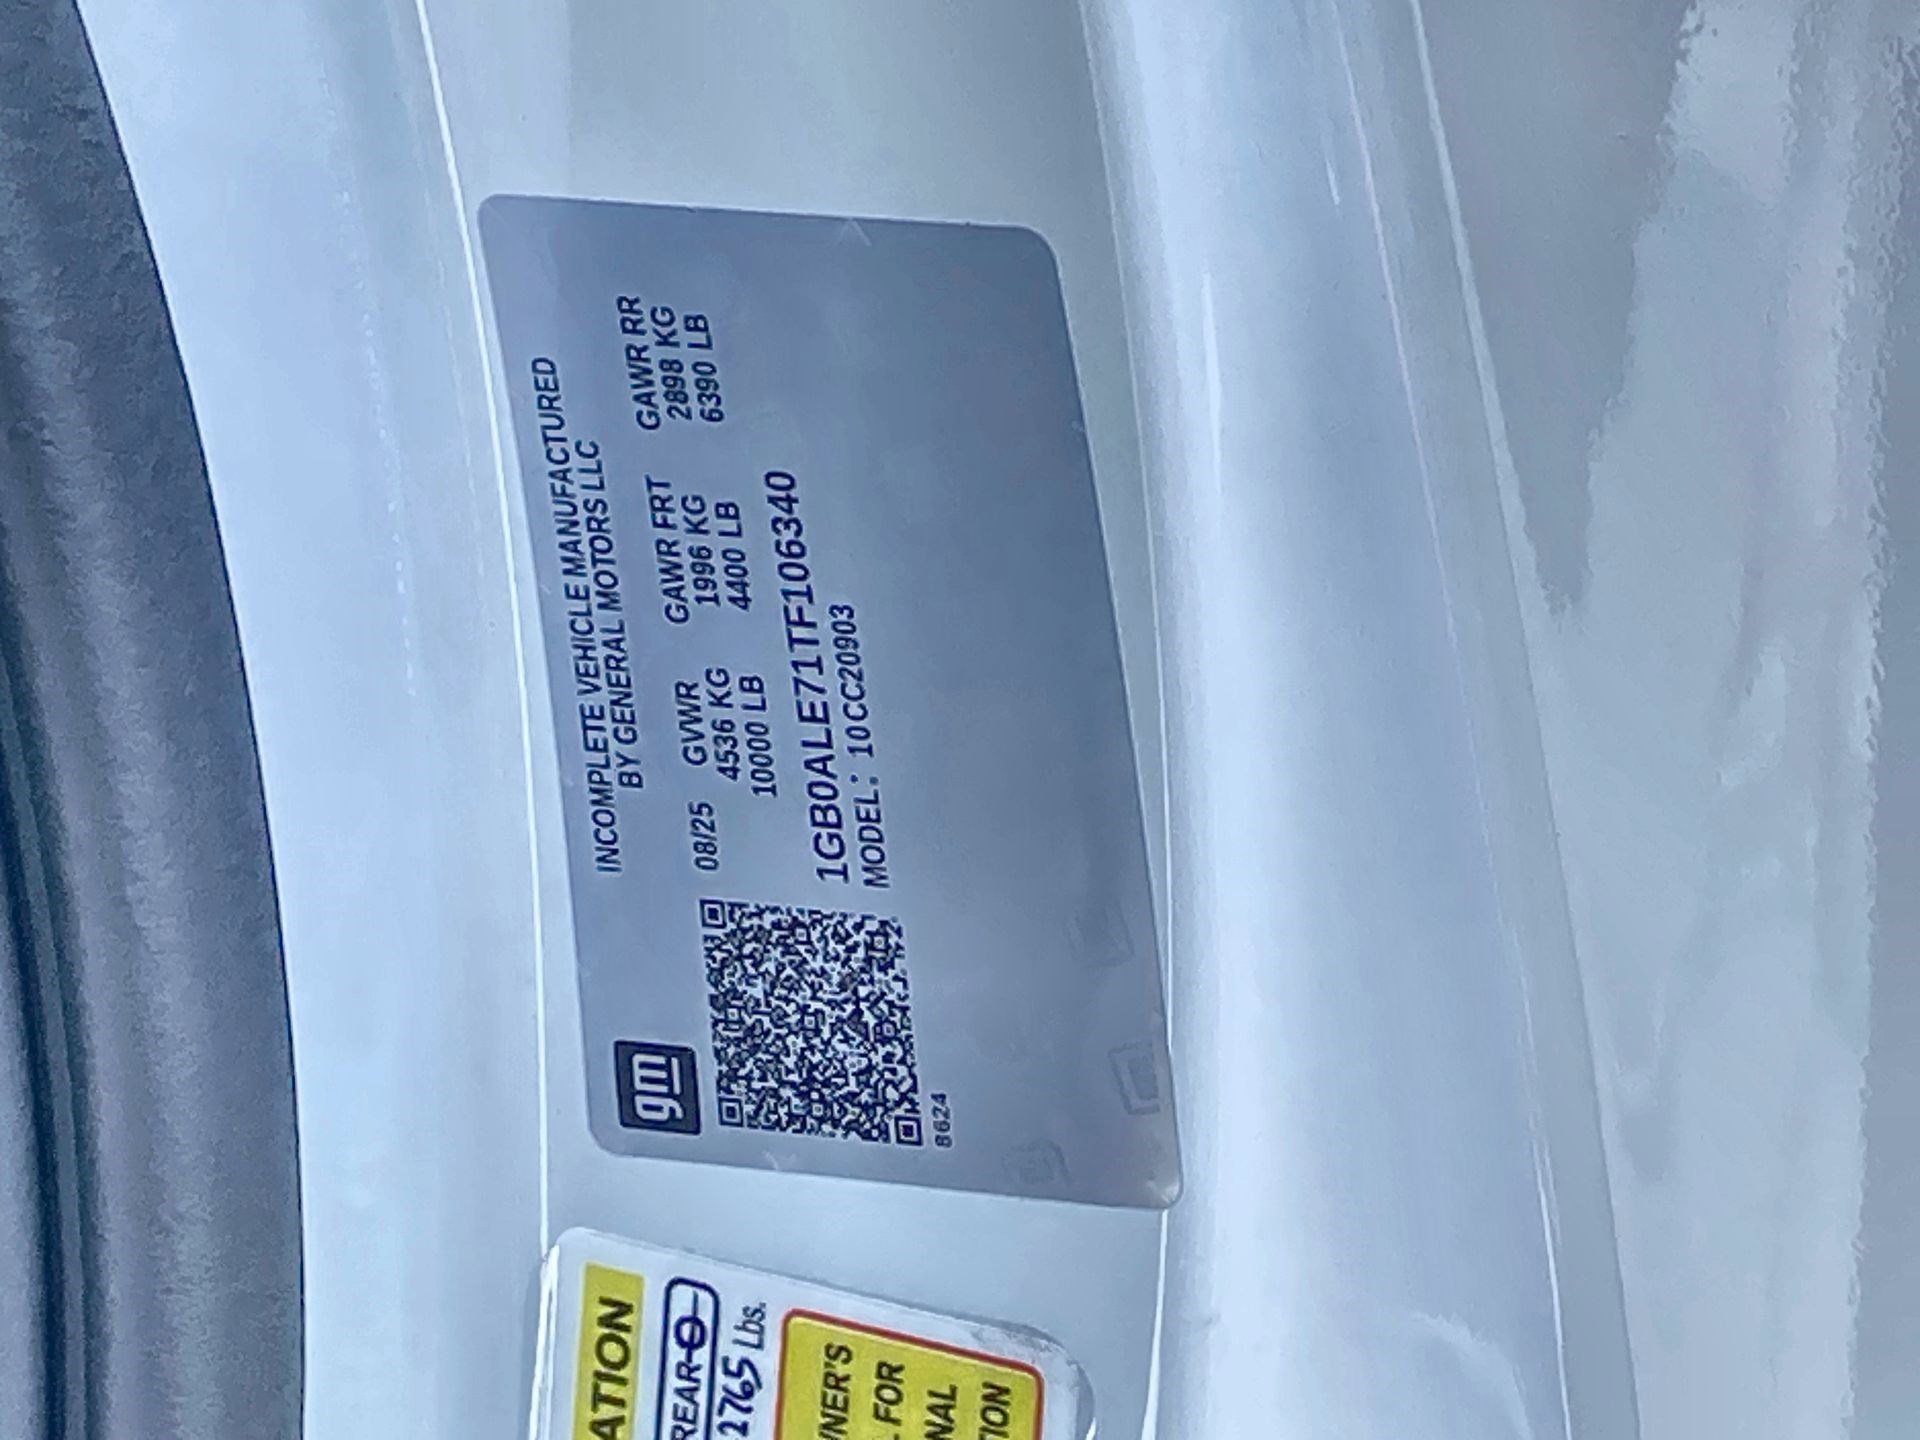 INCOMPLETE VEHICLE MANUFACTURED
BY GENERAL MOTORS LLC
gm
08/25 GVWR GAWR FRT GAWR RR
4536 KG 1996 KG 2898 KG
10000 LB 4400 LB 6390 LB
1GB0ALE71TF106340
MODEL: 10CC20903
8624
ATION
REAR-O
2765 Lbs.
NER'S
FOR
NAL
TION